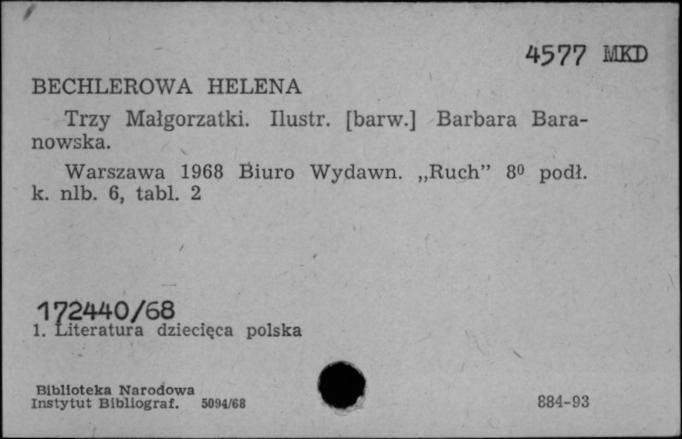 4577 MKD
BECHLEROWA HELENA
Trzy Małgorzatki. Ilustr. [barw.] Barbara Bara-
nowska.
Warszawa 1968 Biuro Wydawn. „Ruch” 8⁰ podł.
k. nlb. 6, tabl. 2
172440/68
1. Literatura dziecięca polska
Biblioteka Narodowa
Instytut Bibliograf. 5094/68
884-93